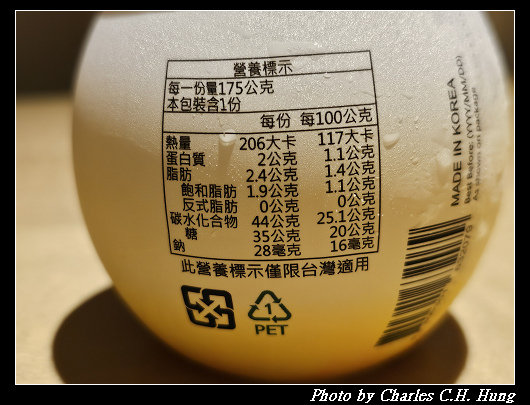 營養標示
每一份量175公克
本包裝含1份
每份 每100公克
熱量 206大卡 117大卡
蛋白質 2公克 1.1公克
脂肪 2.4公克 1.4公克
飽和脂肪 1.9公克 1.1公克
反式脂肪 0公克 0公克
碳水化合物 44公克 25.1公克
糖 35公克 20公克
鈉 28毫克 16毫克
此營養標示僅限台灣適用
1
PET
MADE IN KOREA
Best Before: (YYYY/MM/DD)
As shown on package
Photo by Charles C.H. Hung